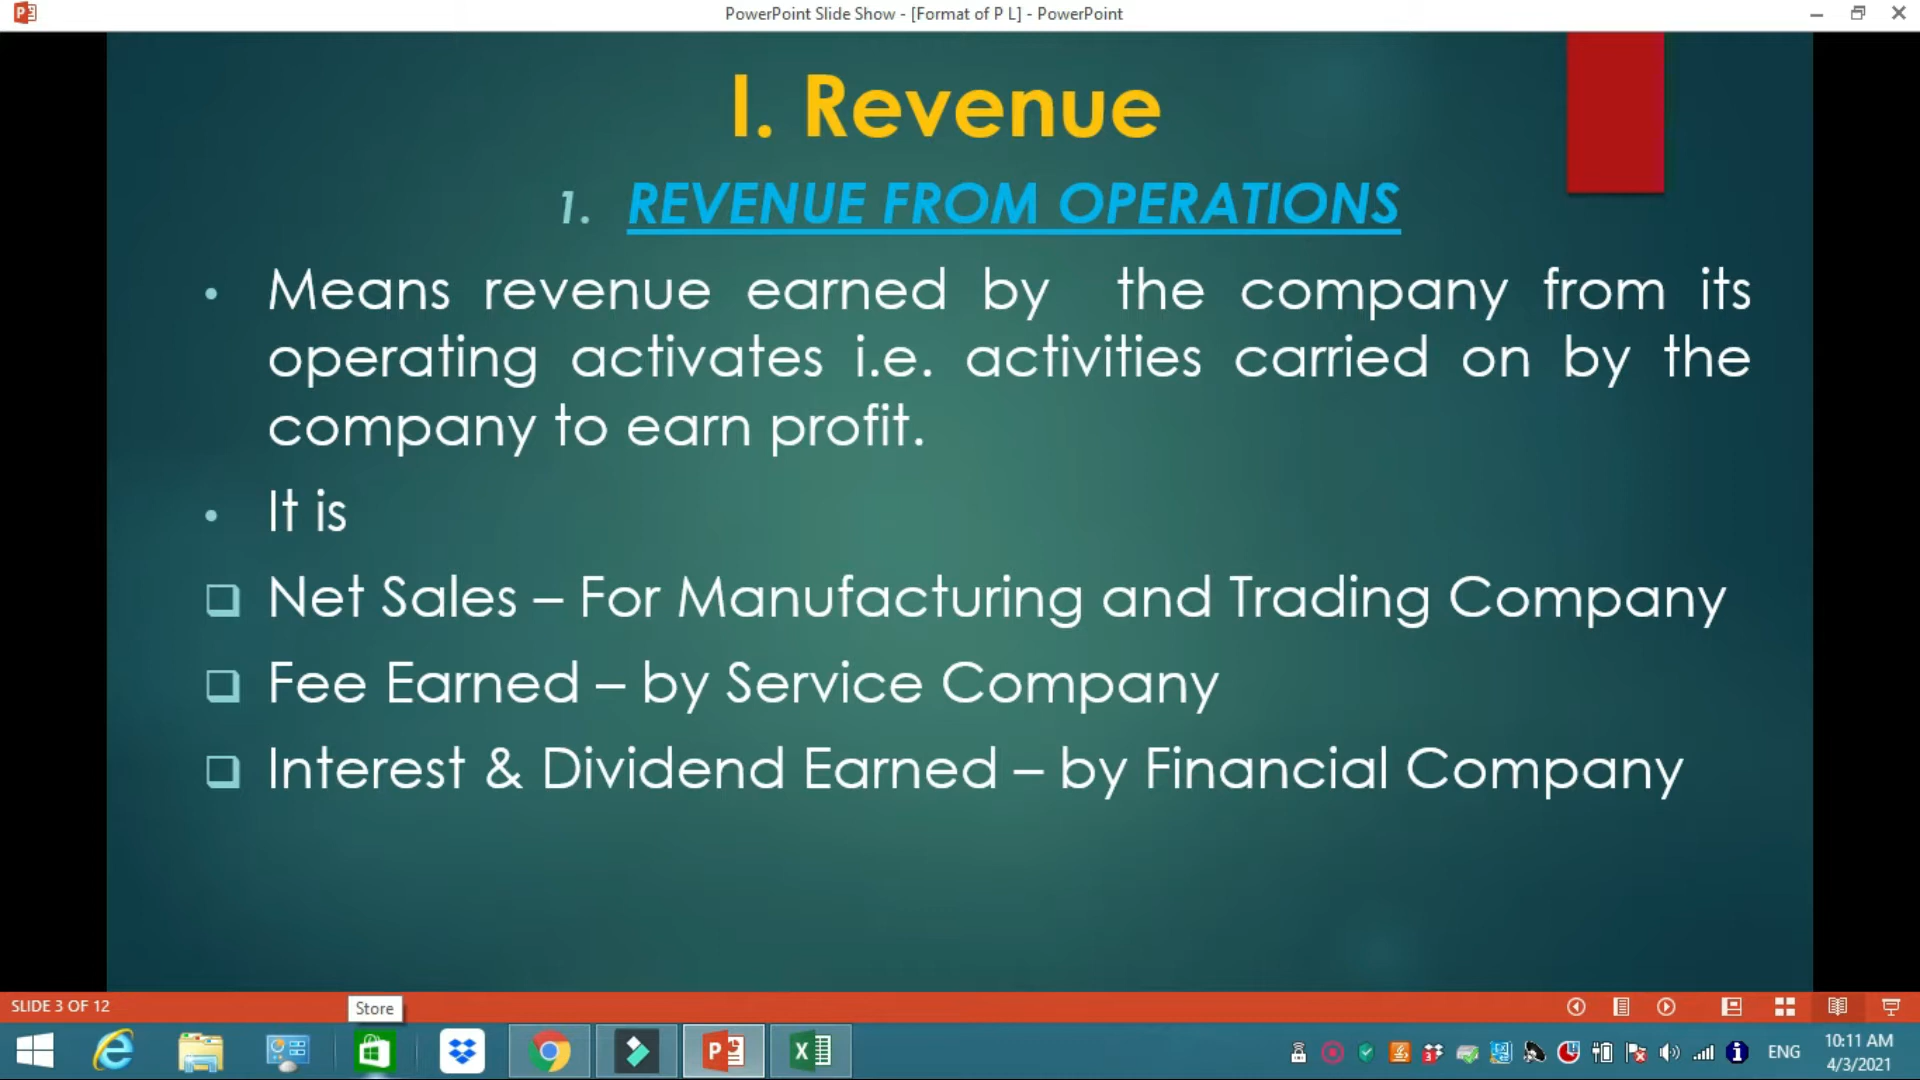 PowerPoint Slide Show - [Format of P L] - PowerPoint
I. Revenue
1. REVENUE FROM OPERATIONS
• Means revenue earned by the company from its
operating activates i.e. activities carried on by the
company to earn profit.
• It is
❑ Net Sales – For Manufacturing and Trading Company
❑ Fee Earned – by Service Company
❑ Interest & Dividend Earned – by Financial Company
SLIDE 3 OF 12
Store
ENG
10:11 AM
4/3/2021